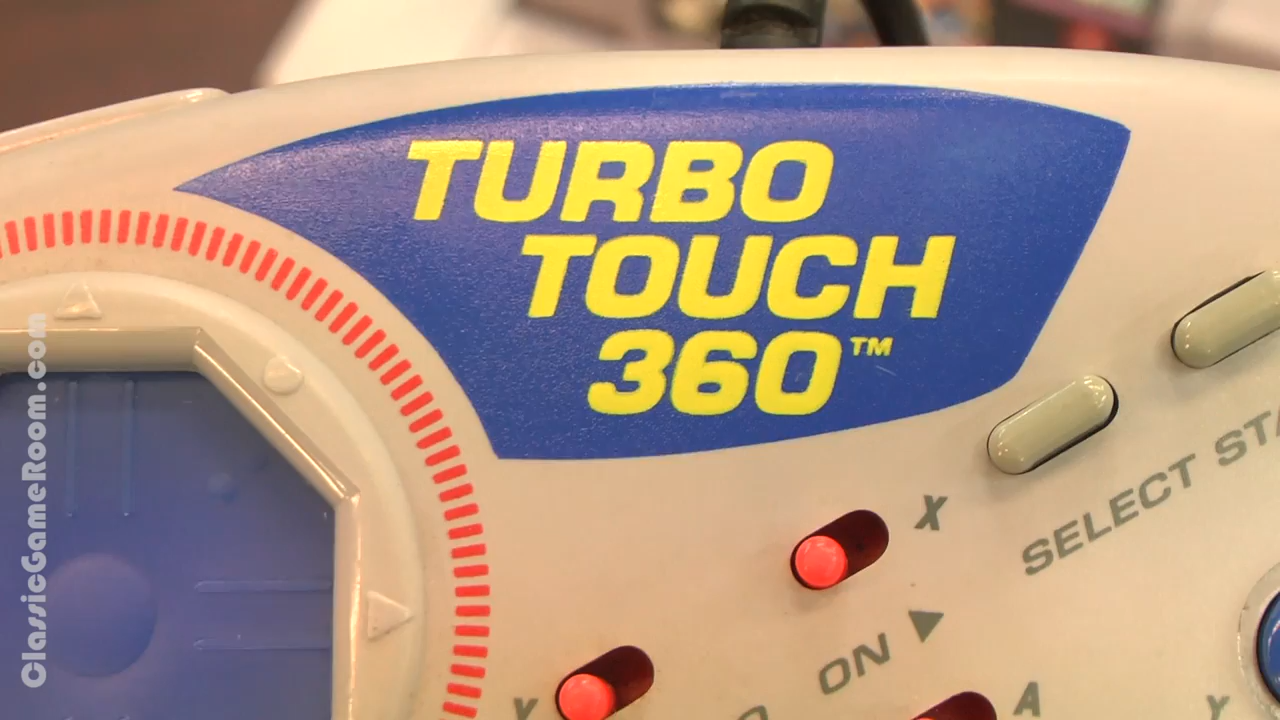 TURBO
TOUCH
360™
X
SELECT
ON ▶
Y
A
Y
ClassicGameRoom.com